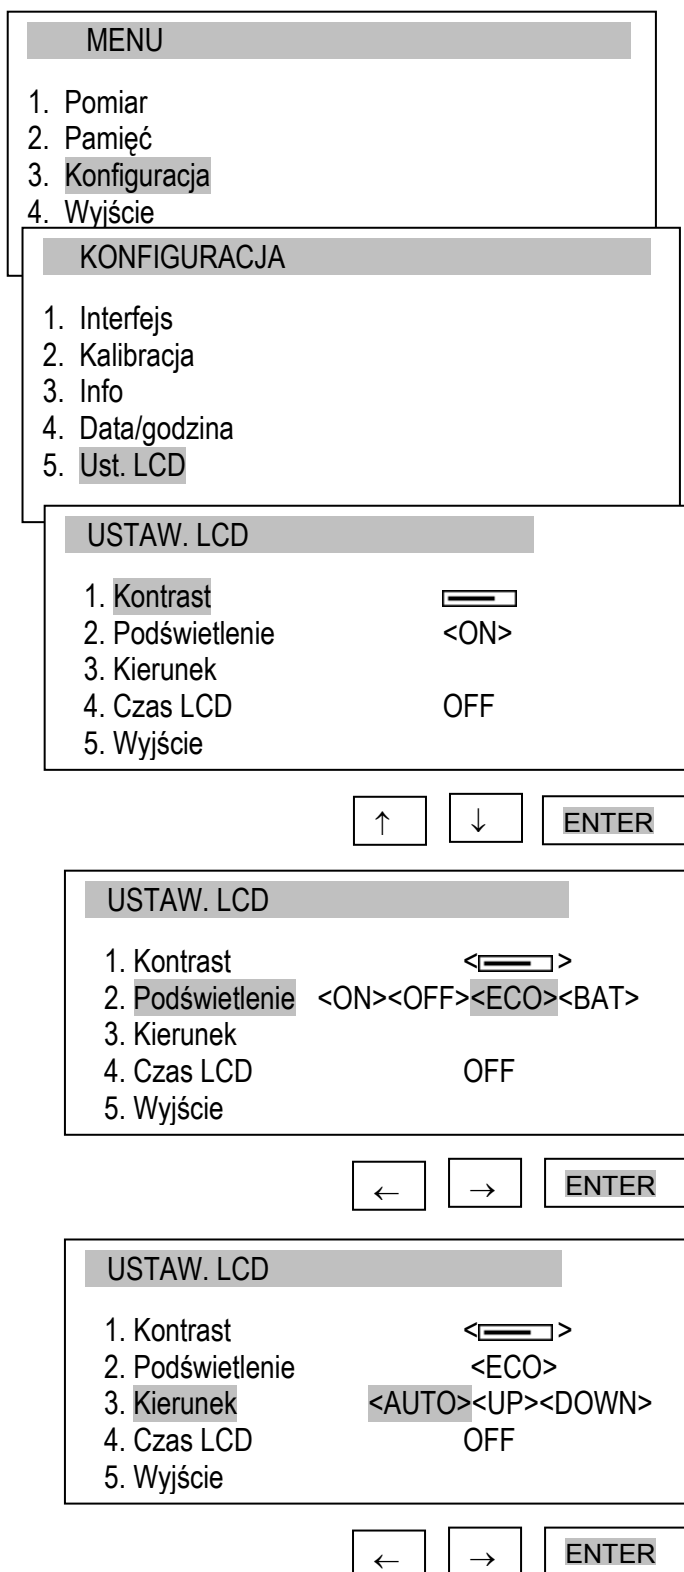 MENU
1. Pomiar
2. Pamięć
3. Konfiguracja
4. Wyjście
KONFIGURACJA
1. Interfejs
2. Kalibracja
3. Info
4. Data/godzina
5. Ust. LCD
USTAW. LCD
1. Kontrast
2. Podświetlenie <ON>
3. Kierunek
4. Czas LCD OFF
5. Wyjście
↑ ↓ ENTER
USTAW. LCD
1. Kontrast < >
2. Podświetlenie <ON><OFF><ECO><BAT>
3. Kierunek
4. Czas LCD OFF
5. Wyjście
← → ENTER
USTAW. LCD
1. Kontrast < >
2. Podświetlenie <ECO>
3. Kierunek <AUTO><UP><DOWN>
4. Czas LCD OFF
5. Wyjście
← → ENTER